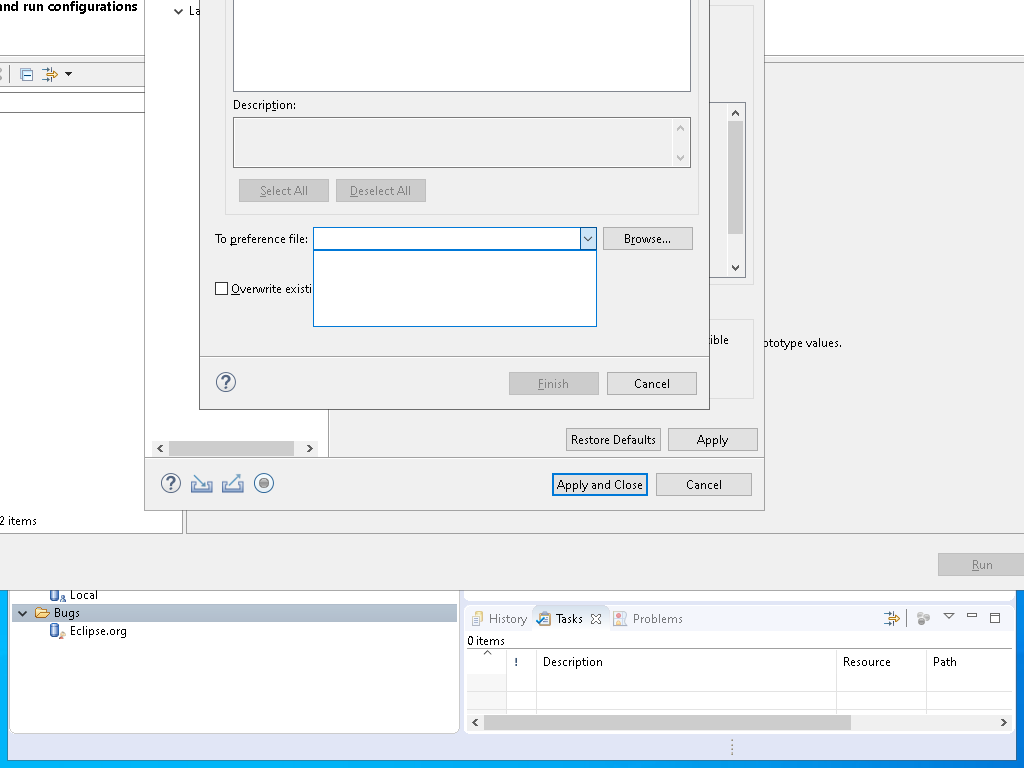 and run configurations
La
Description:
Select All
Deselect All
To preference file:
Browse...
Overwrite existi
ible
ototype values.
Finish
Cancel
Restore Defaults
Apply
Apply and Close
Cancel
2 items
Run
Local
Bugs
Eclipse.org
History
Tasks
Problems
0 items
!
Description
Resource
Path